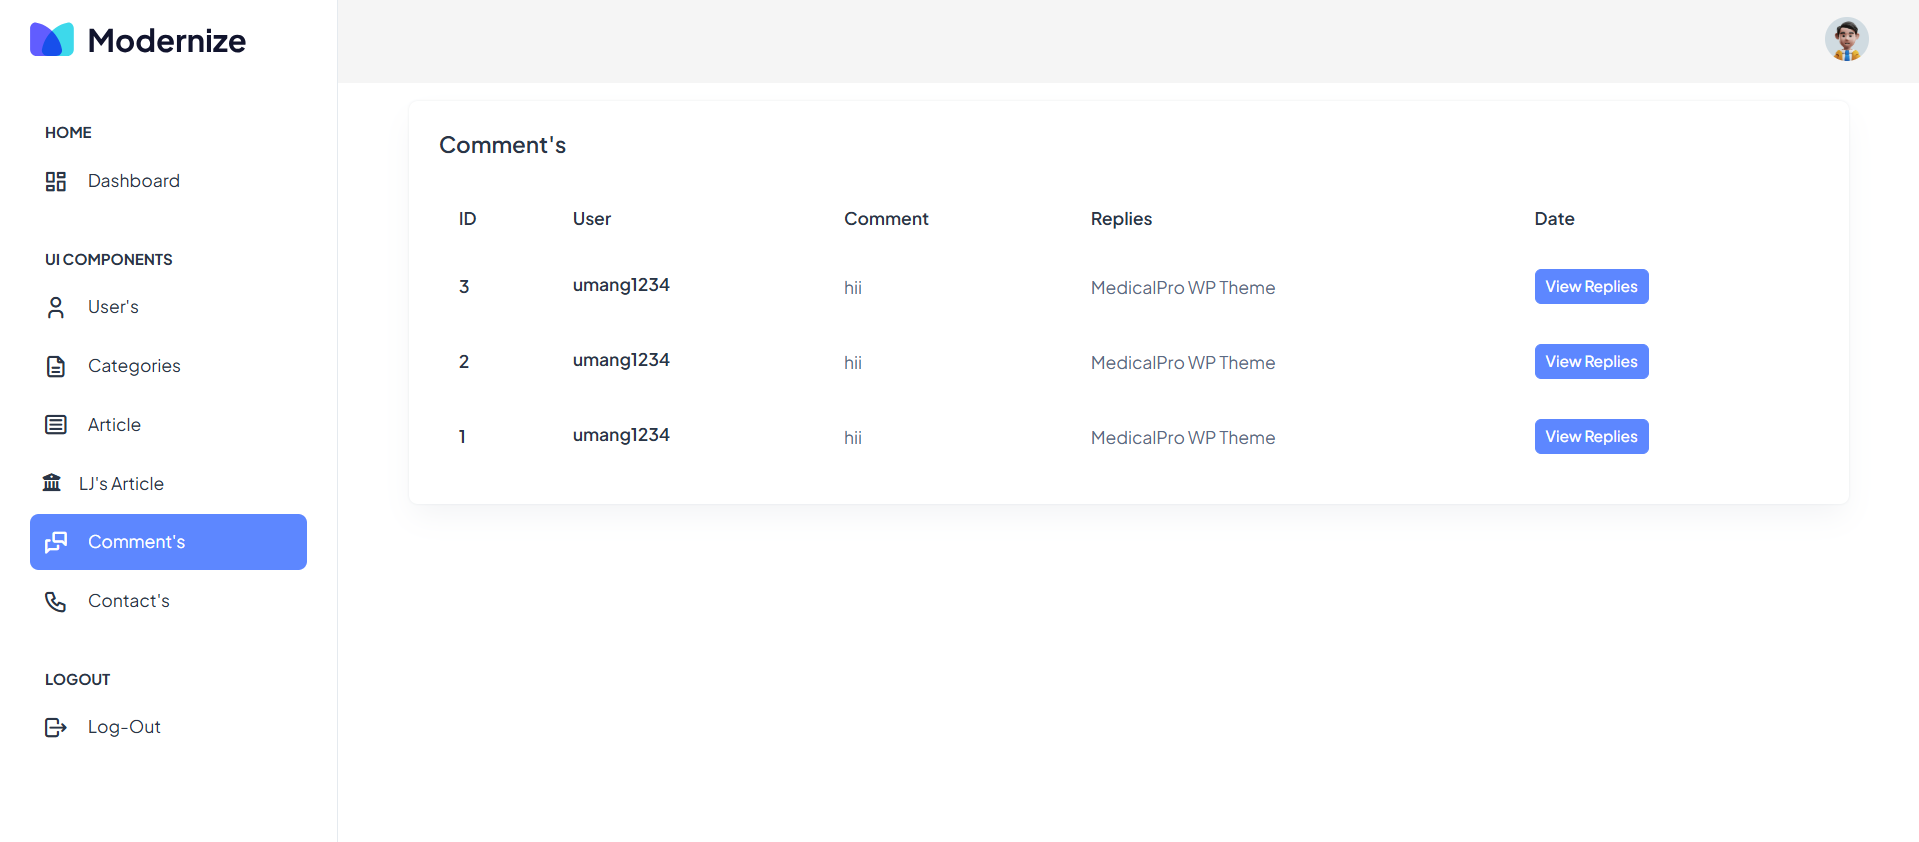 Modernize
HOME
Dashboard
UI COMPONENTS
User's
Categories
Article
LJ's Article
Comment's
Contact's
LOGOUT
Log-Out
Comment's
ID User Comment Replies Date
3 umang1234 hii MedicalPro WP Theme View Replies
2 umang1234 hii MedicalPro WP Theme View Replies
1 umang1234 hii MedicalPro WP Theme View Replies